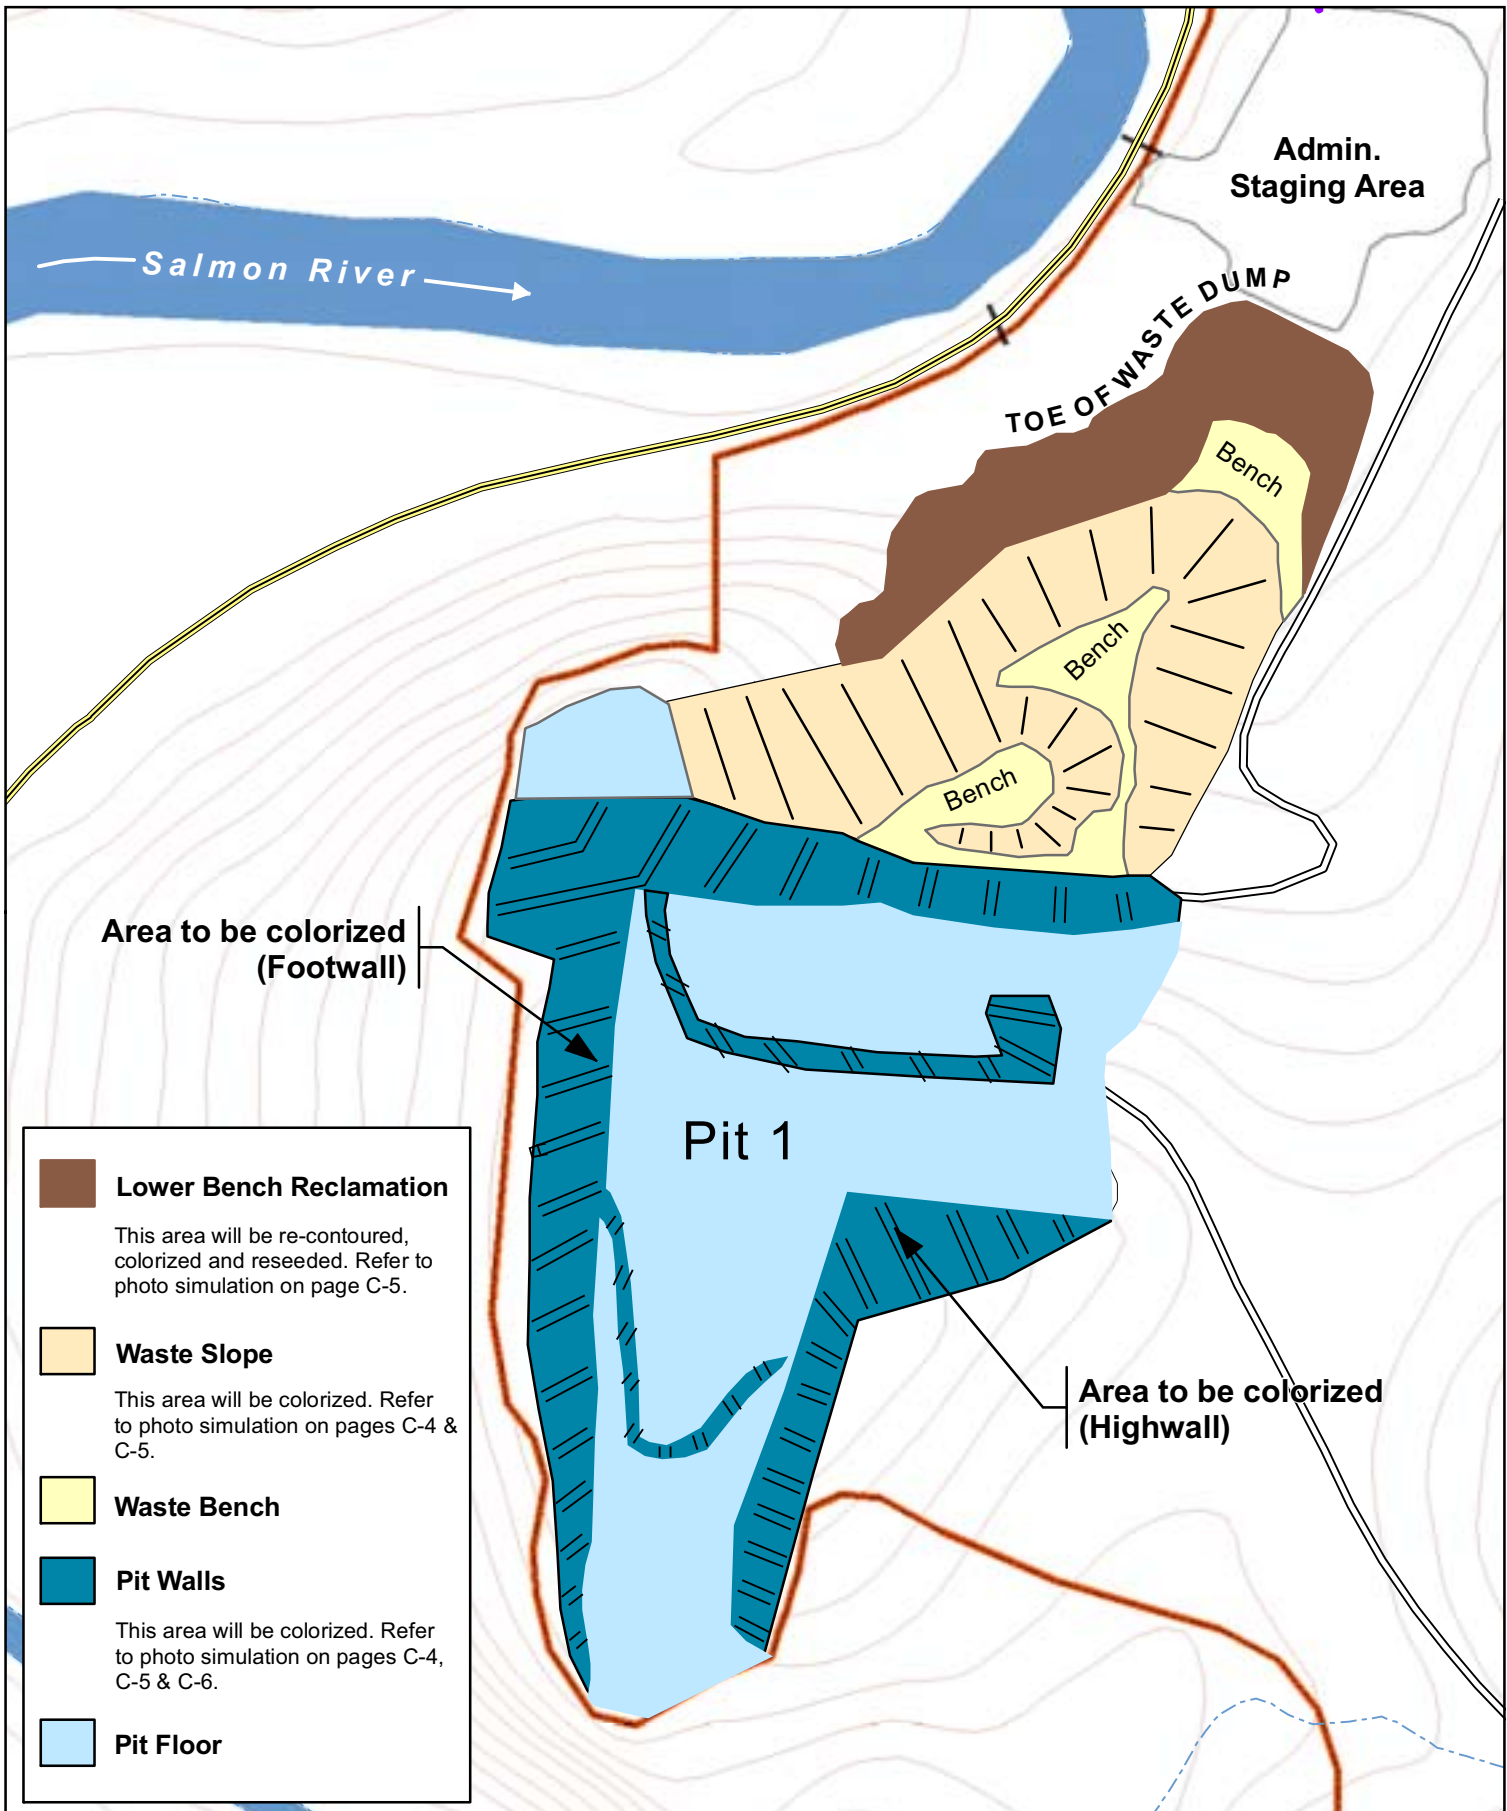 Admin.
Staging Area
Salmon River
TOE OF WASTE DUMP
Bench
Bench
Bench
Area to be colorized
(Footwall)
Pit 1
Area to be colorized
(Highwall)
Lower Bench Reclamation
This area will be re-contoured,
colorized and reseeded. Refer to
photo simulation on page C-5.
Waste Slope
This area will be colorized. Refer
to photo simulation on pages C-4 &
C-5.
Waste Bench
Pit Walls
This area will be colorized. Refer
to photo simulation on pages C-4,
C-5 & C-6.
Pit Floor